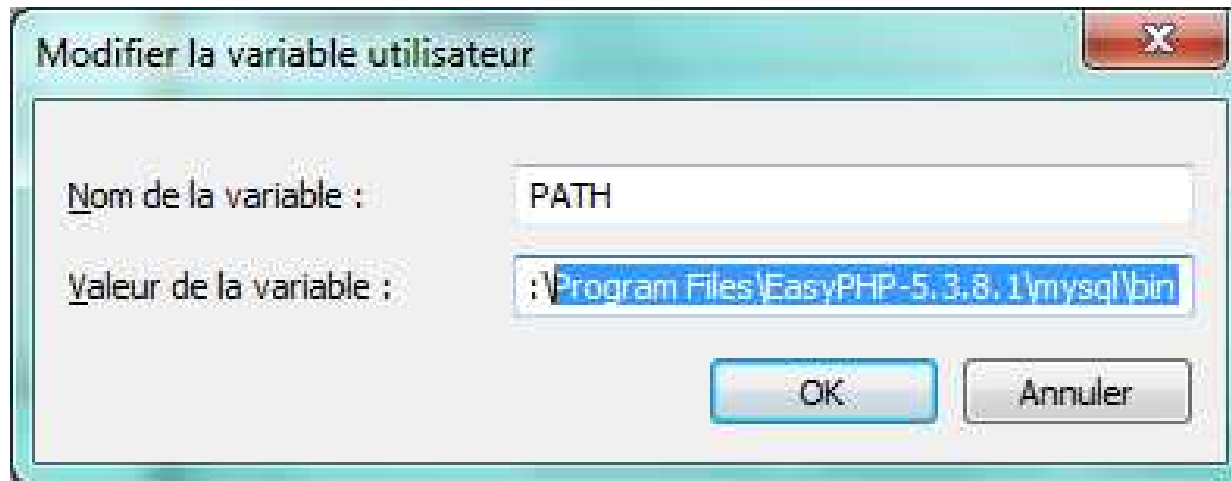 Modifier la variable utilisateur
Nom de la variable : PATH
Valeur de la variable : :\Program Files\EasyPHP-5.3.8.1\mysql\bin
OK Annuler